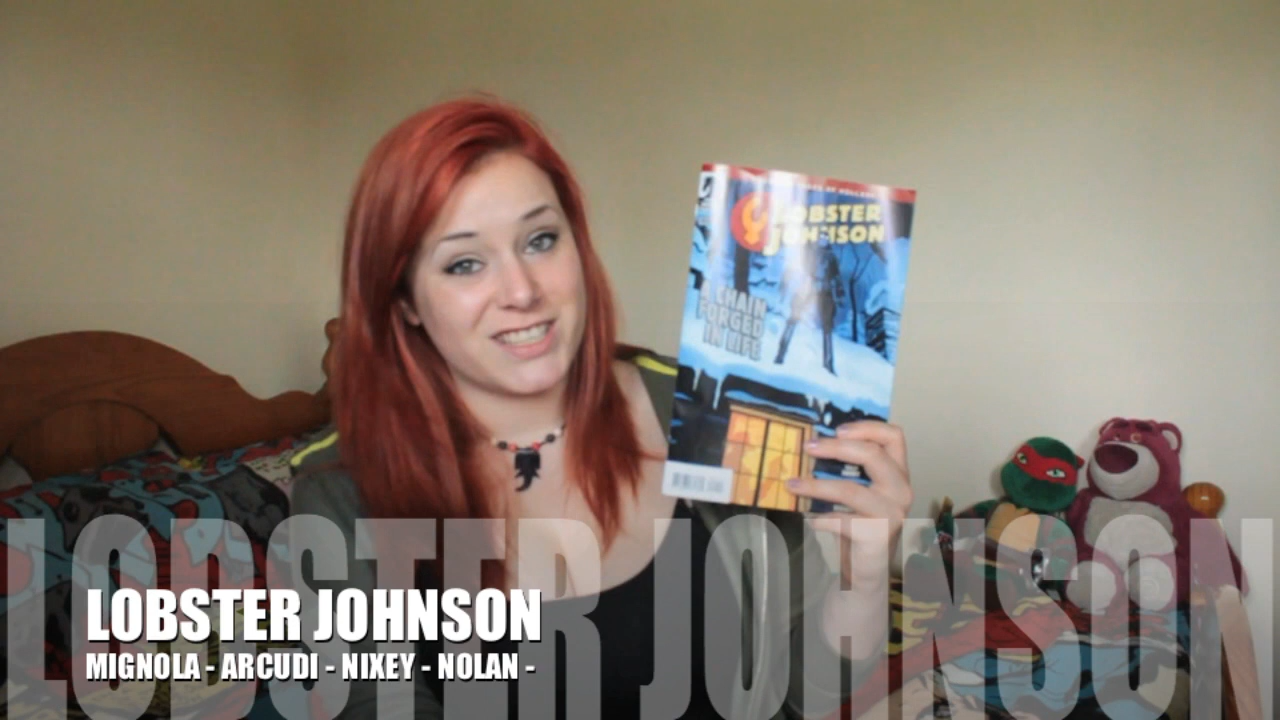 LOBSTER
JOHNSON
A CHAIN
FORGED
IN LIFE
LOBSTER JOHNSON
LOBSTER JOHNSON
MIGNOLA - ARCUDI - NIXEY - NOLAN -